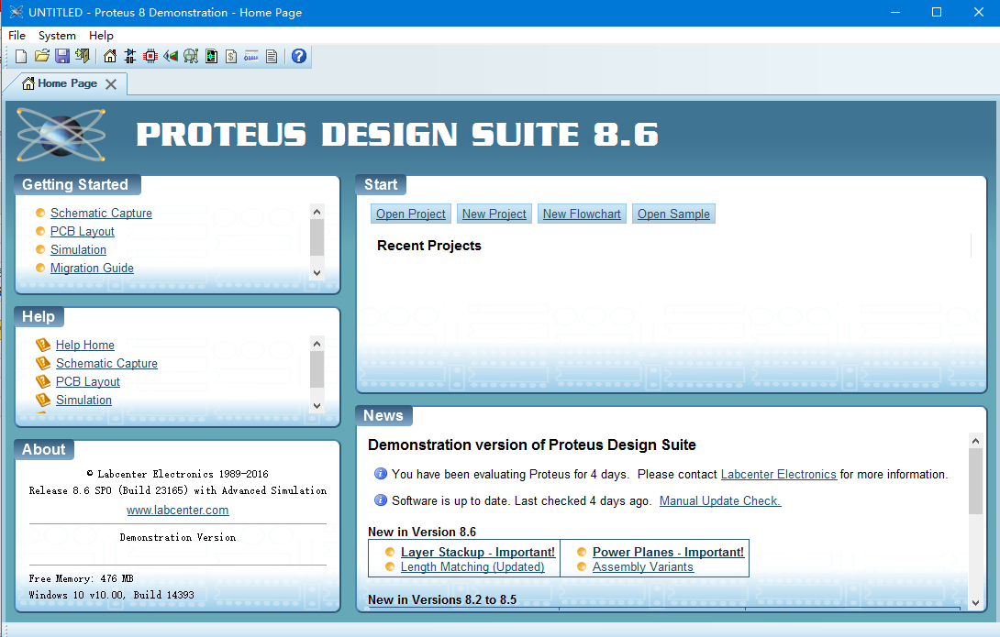 UNTITLED - Proteus 8 Demonstration - Home Page
File System Help
Home Page
PROTEUS DESIGN SUITE 8.6
Getting Started
Schematic Capture
PCB Layout
Simulation
Migration Guide
Help
Help Home
Schematic Capture
PCB Layout
Simulation
About
© Labcenter Electronics 1989-2016
Release 8.6 SP0 (Build 23165) with Advanced Simulation
www.labcenter.com
Demonstration Version
Free Memory: 476 MB
Windows 10 v10.00, Build 14393
Start
Open Project New Project New Flowchart Open Sample
Recent Projects
News
Demonstration version of Proteus Design Suite
You have been evaluating Proteus for 4 days. Please contact Labcenter Electronics for more information.
Software is up to date. Last checked 4 days ago. Manual Update Check.
New in Version 8.6
Layer Stackup - Important! Power Planes - Important!
Length Matching (Updated) Assembly Variants
New in Versions 8.2 to 8.5